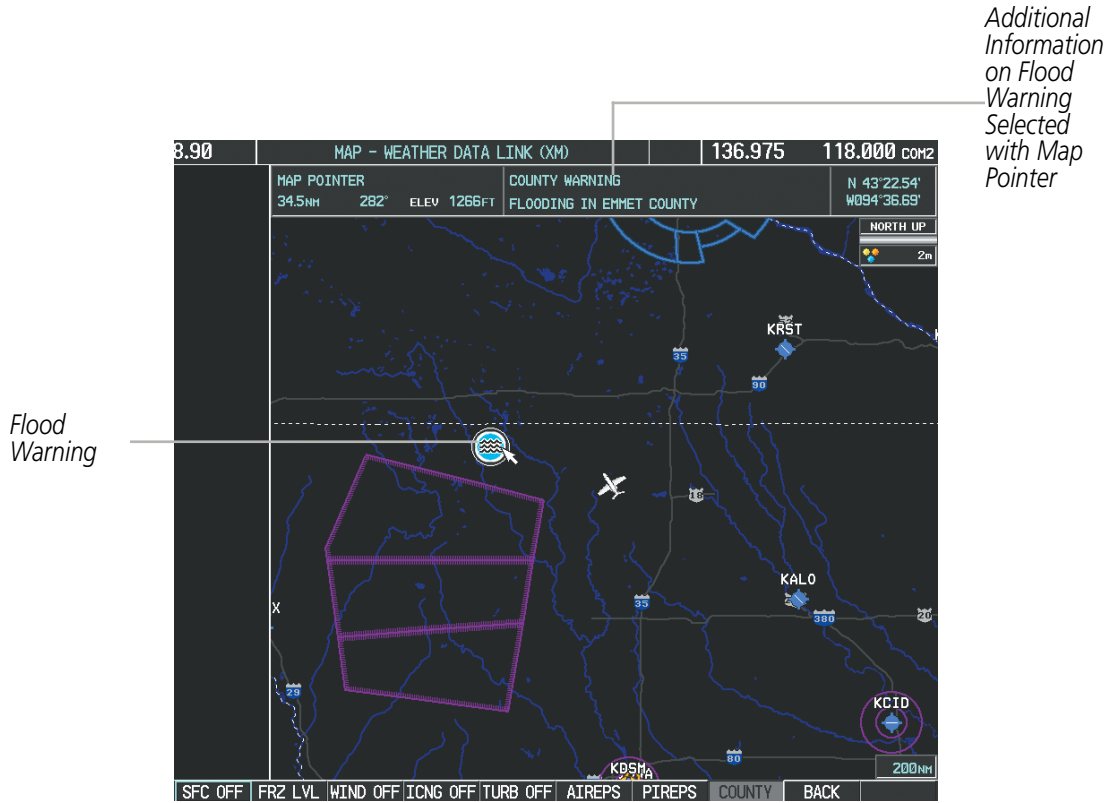 Additional
Information
on Flood
Warning
Selected
with Map
Pointer
8.90 MAP - WEATHER DATA LINK (XM) 136.975 118.000 COM2
MAP POINTER COUNTY WARNING N 43°22.54'
34.5NM 282° ELEV 1266FT FLOODING IN EMMET COUNTY W094°36.69'
NORTH UP
2m
KRST
35
90
Flood
Warning
18
KALO
35
380
20
X
29
KCID
80
KDSM
A
200NM
SFC OFF FRZ LVL WIND OFF ICNG OFF TURB OFF AIREPS PIREPS COUNTY BACK